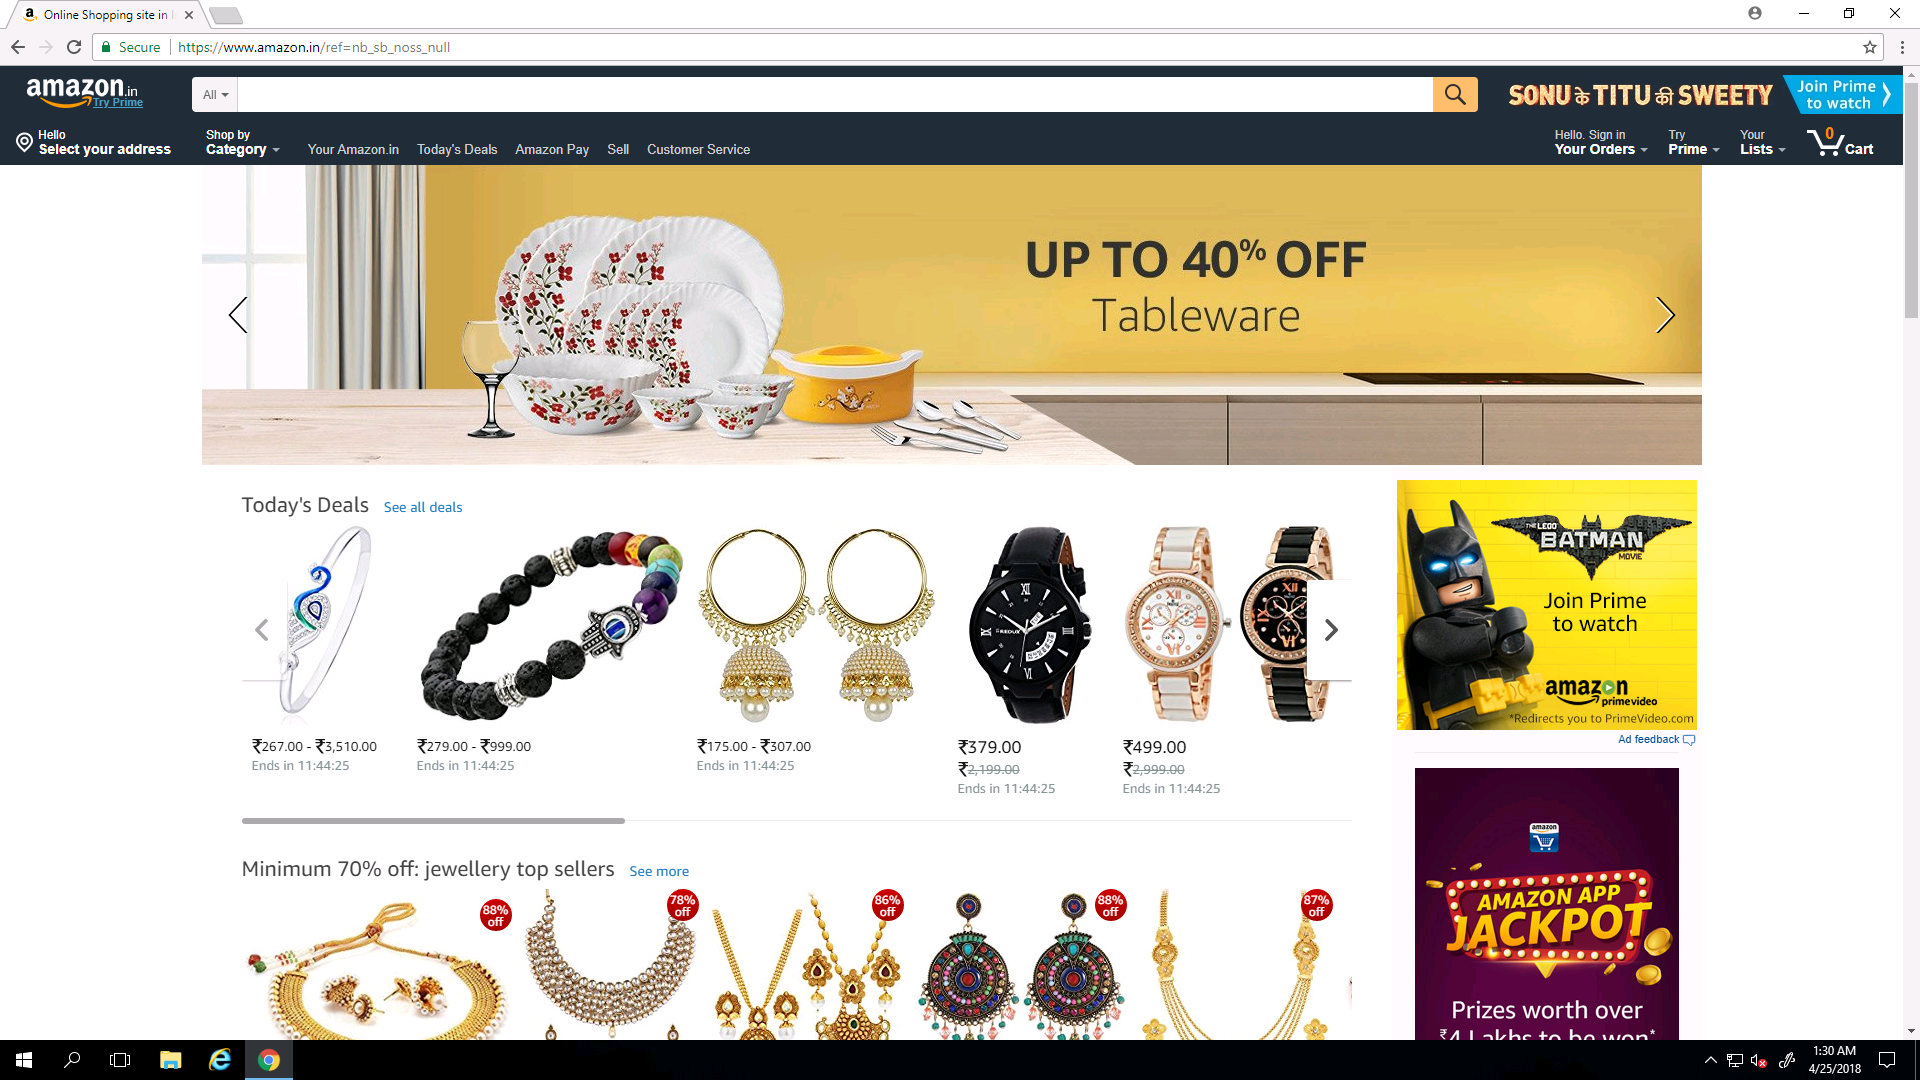 Online Shopping site in
Secure
https://www.amazon.in/ref=nb_sb_noss_null
amazon.in
Try Prime
All
SONU के TITU की SWEETY
Join Prime
to watch
Hello
Select your address
Shop by
Category
Your Amazon.in
Today's Deals
Amazon Pay
Sell
Customer Service
Hello. Sign in
Your Orders
Try
Prime
Your
Lists
0
Cart
UP TO 40% OFF
Tableware
Today's Deals
See all deals
REDUX
₹267.00 - ₹3,510.00
Ends in 11:44:25
₹279.00 - ₹999.00
Ends in 11:44:25
₹175.00 - ₹307.00
Ends in 11:44:25
₹379.00
₹2,199.00
Ends in 11:44:25
₹499.00
₹2,999.00
Ends in 11:44:25
THE LEGO
BATMAN
MOVIE
Join Prime
to watch
amazon
primevideo
*Redirects you to PrimeVideo.com
Ad feedback
Minimum 70% off: jewellery top sellers
See more
88%
off
78%
off
86%
off
88%
off
87%
off
amazon
AMAZON APP
JACKPOT
Prizes worth over
₹4 Lakhs to be won*
1:30 AM
4/25/2018